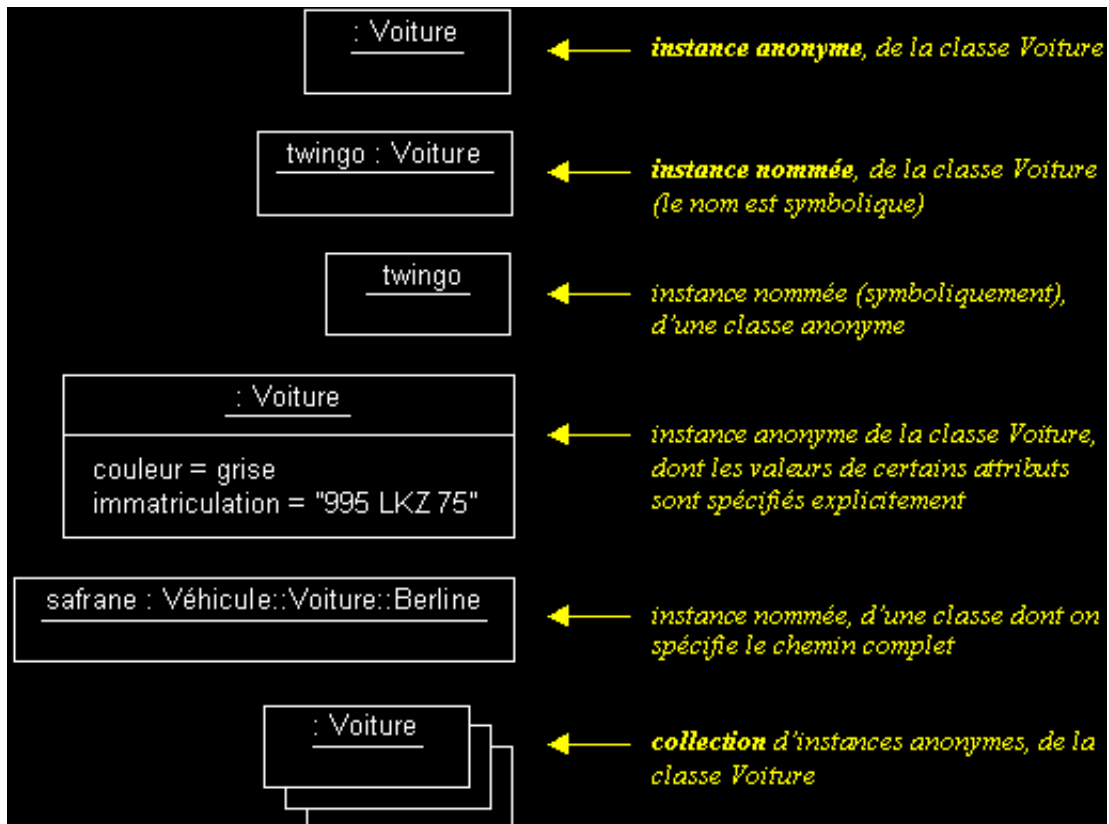 : Voiture
instance anonyme, de la classe Voiture
twingo : Voiture
instance nommée, de la classe Voiture
(le nom est symbolique)
twingo
instance nommée (symboliquement),
d'une classe anonyme
: Voiture
couleur = grise
immatriculation = "995 LKZ 75"
instance anonyme de la classe Voiture,
dont les valeurs de certains attributs
sont spécifiés explicitement
safrane : Véhicule::Voiture::Berline
instance nommée, d'une classe dont on
spécifie le chemin complet
: Voiture
collection d'instances anonymes, de la
classe Voiture